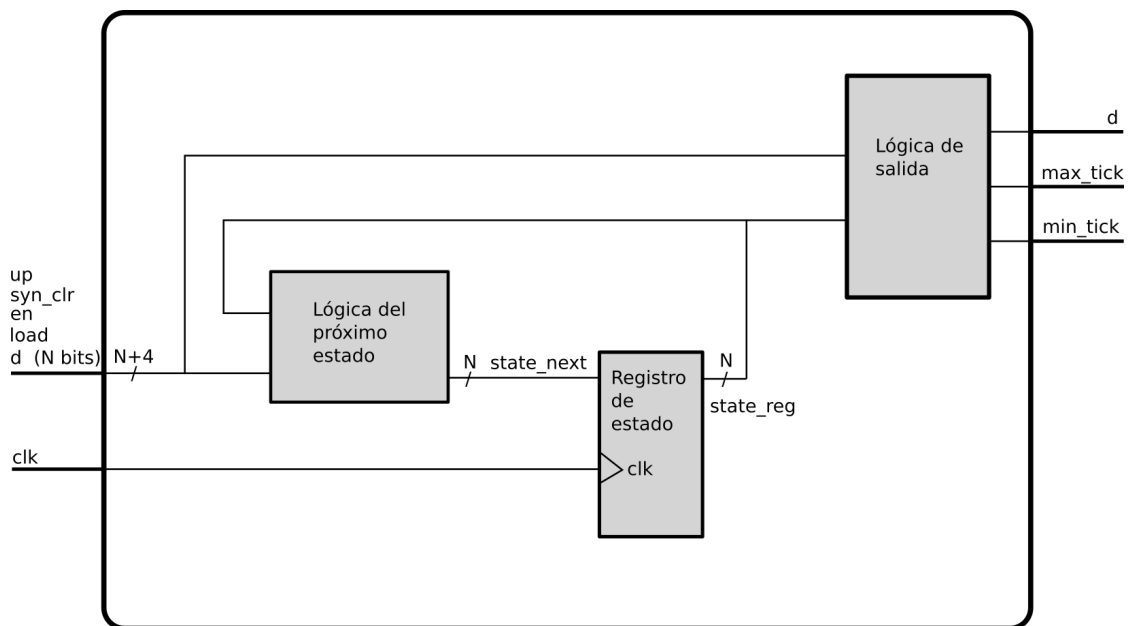 Lógica de
salida
d
max_tick
min_tick
up
syn_clr
en
load
d (N bits)
N+4
Lógica del
próximo
estado
N
state_next
Registro
de
estado
clk
N
state_reg
clk